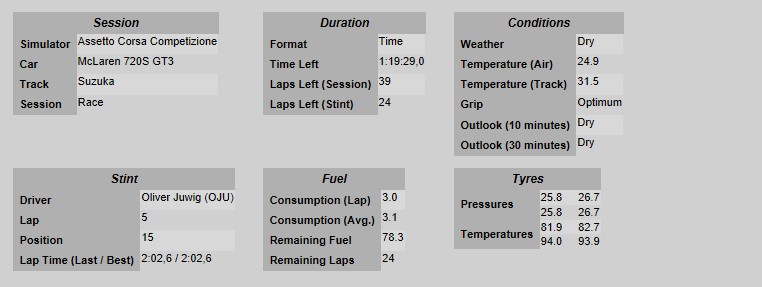 Session
Simulator Assetto Corsa Competizione
Car McLaren 720S GT3
Track Suzuka
Session Race
Duration
Format Time
Time Left 1:19:29,0
Laps Left (Session) 39
Laps Left (Stint) 24
Conditions
Weather Dry
Temperature (Air) 24.9
Temperature (Track) 31.5
Grip Optimum
Outlook (10 minutes) Dry
Outlook (30 minutes) Dry
Stint
Driver Oliver Juwig (OJU)
Lap 5
Position 15
Lap Time (Last / Best) 2:02,6 / 2:02,6
Fuel
Consumption (Lap) 3.0
Consumption (Avg.) 3.1
Remaining Fuel 78.3
Remaining Laps 24
Tyres
Pressures 25.8 26.7
25.8 26.7
Temperatures 81.9 82.7
94.0 93.9